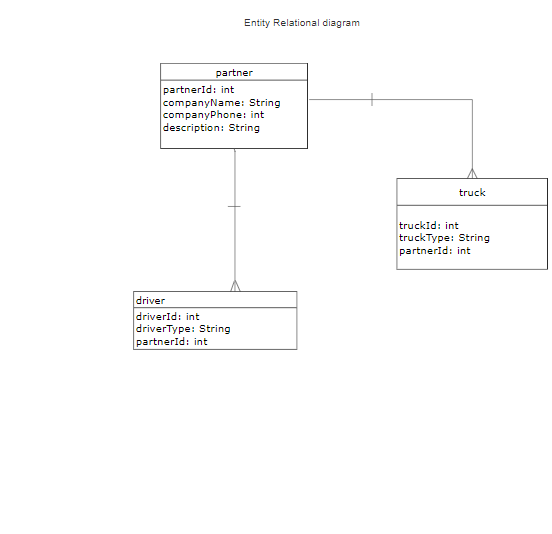 Entity Relational diagram
partner
partnerId: int
companyName: String
companyPhone: int
description: String
truck
truckId: int
truckType: String
partnerId: int
driver
driverId: int
driverType: String
partnerId: int